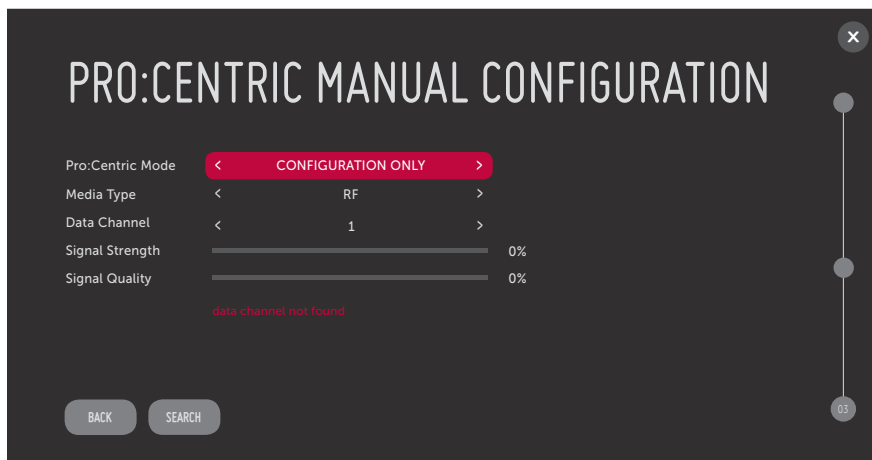 X
PRO:CENTRIC MANUAL CONFIGURATION
Pro:Centric Mode < CONFIGURATION ONLY >
Media Type < RF >
Data Channel < 1 >
Signal Strength 0%
Signal Quality 0%
data channel not found
BACK SEARCH
03